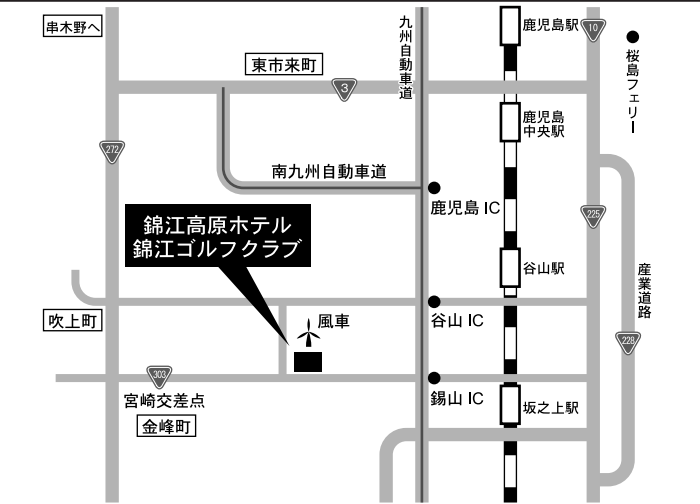 串木野へ
九州自動車道
鹿児島駅
10
桜島フェリー
東市来町
3
鹿児島
中央駅
272
南九州自動車道
鹿児島 IC
225
錦江高原ホテル
錦江ゴルフクラブ
谷山駅
産業道路
吹上町
風車
谷山 IC
228
303
宮崎交差点
金峰町
錫山 IC
坂之上駅